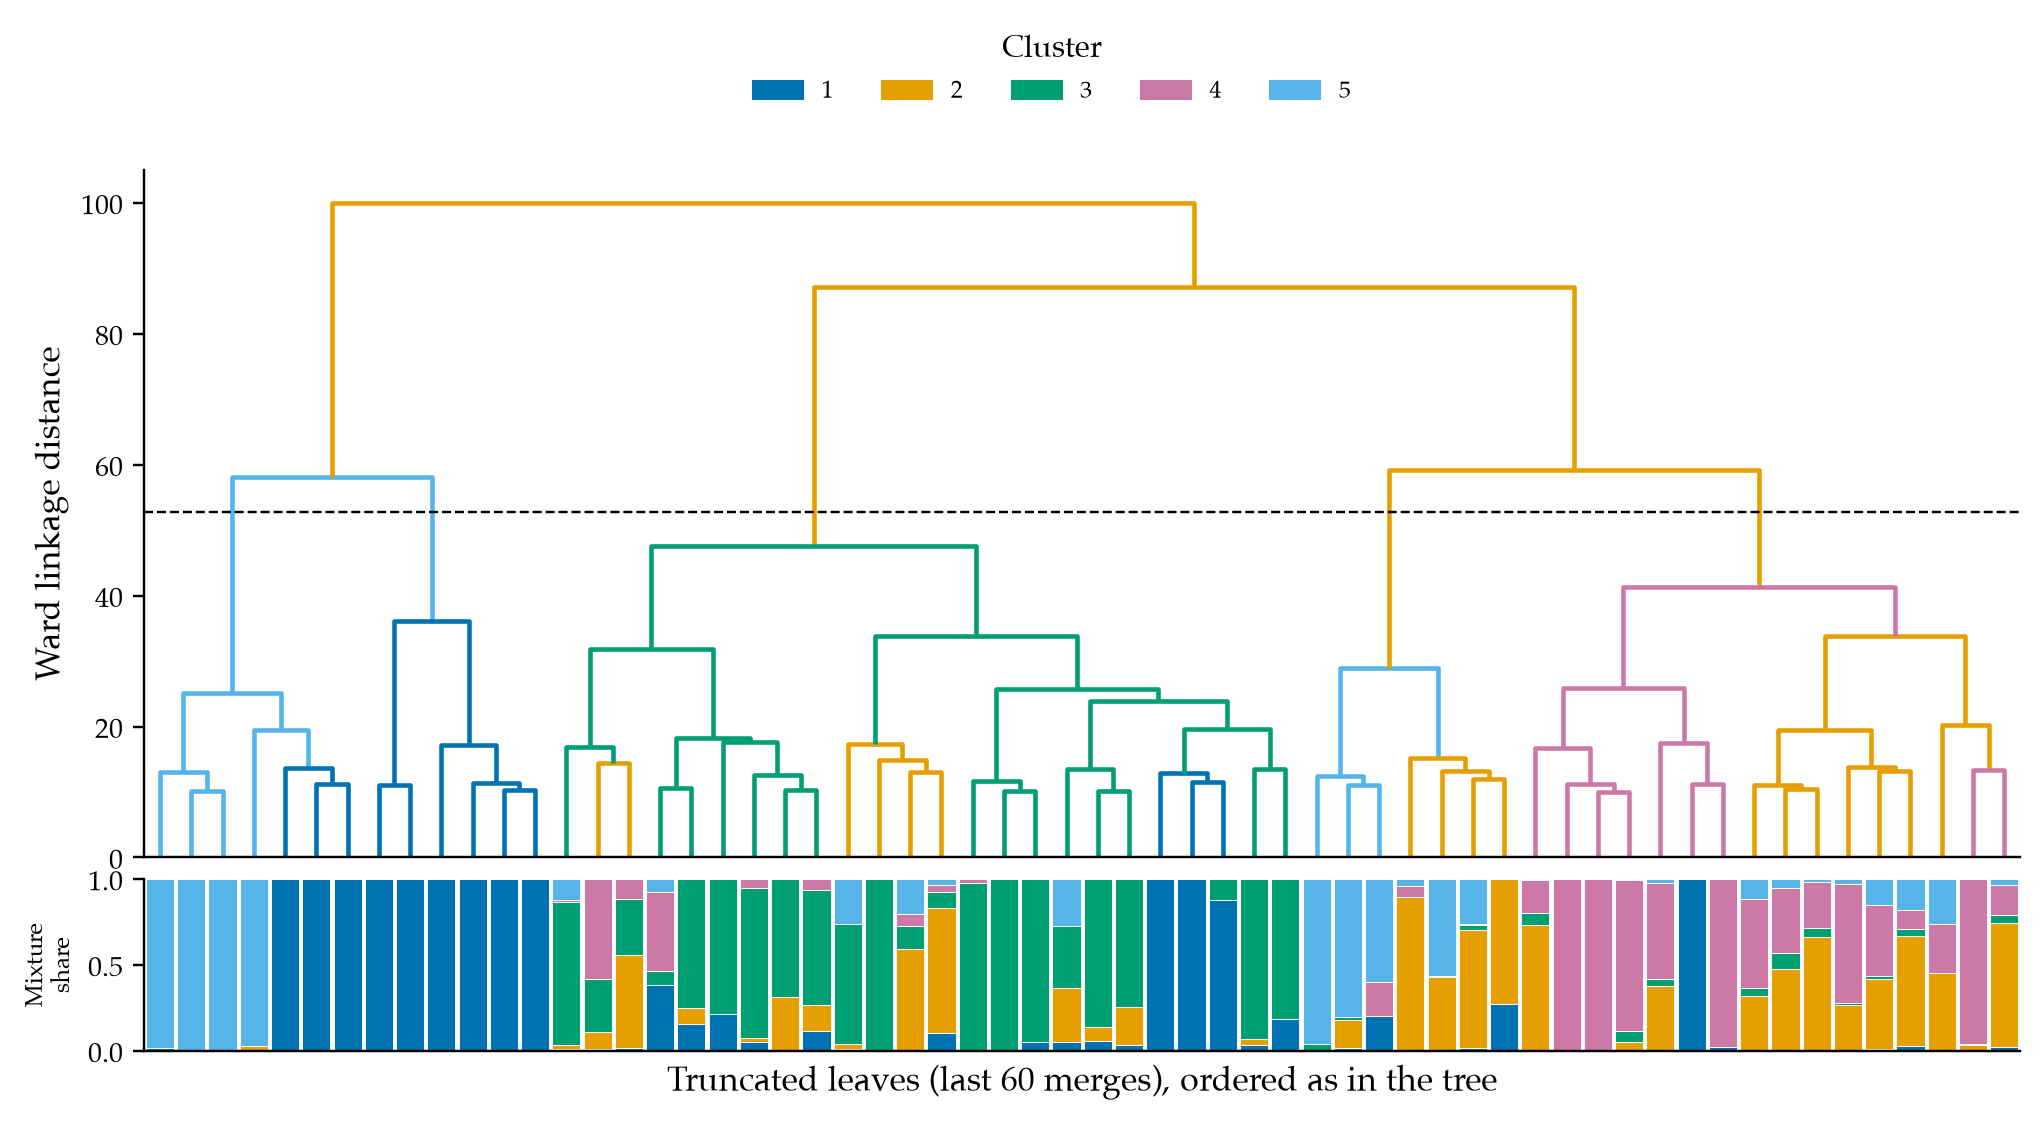 Cluster
1 2 3 4 5
100
80
60
40
20
0
Ward linkage distance
1.0
0.5
0.0
Mixture
share
Truncated leaves (last 60 merges), ordered as in the tree